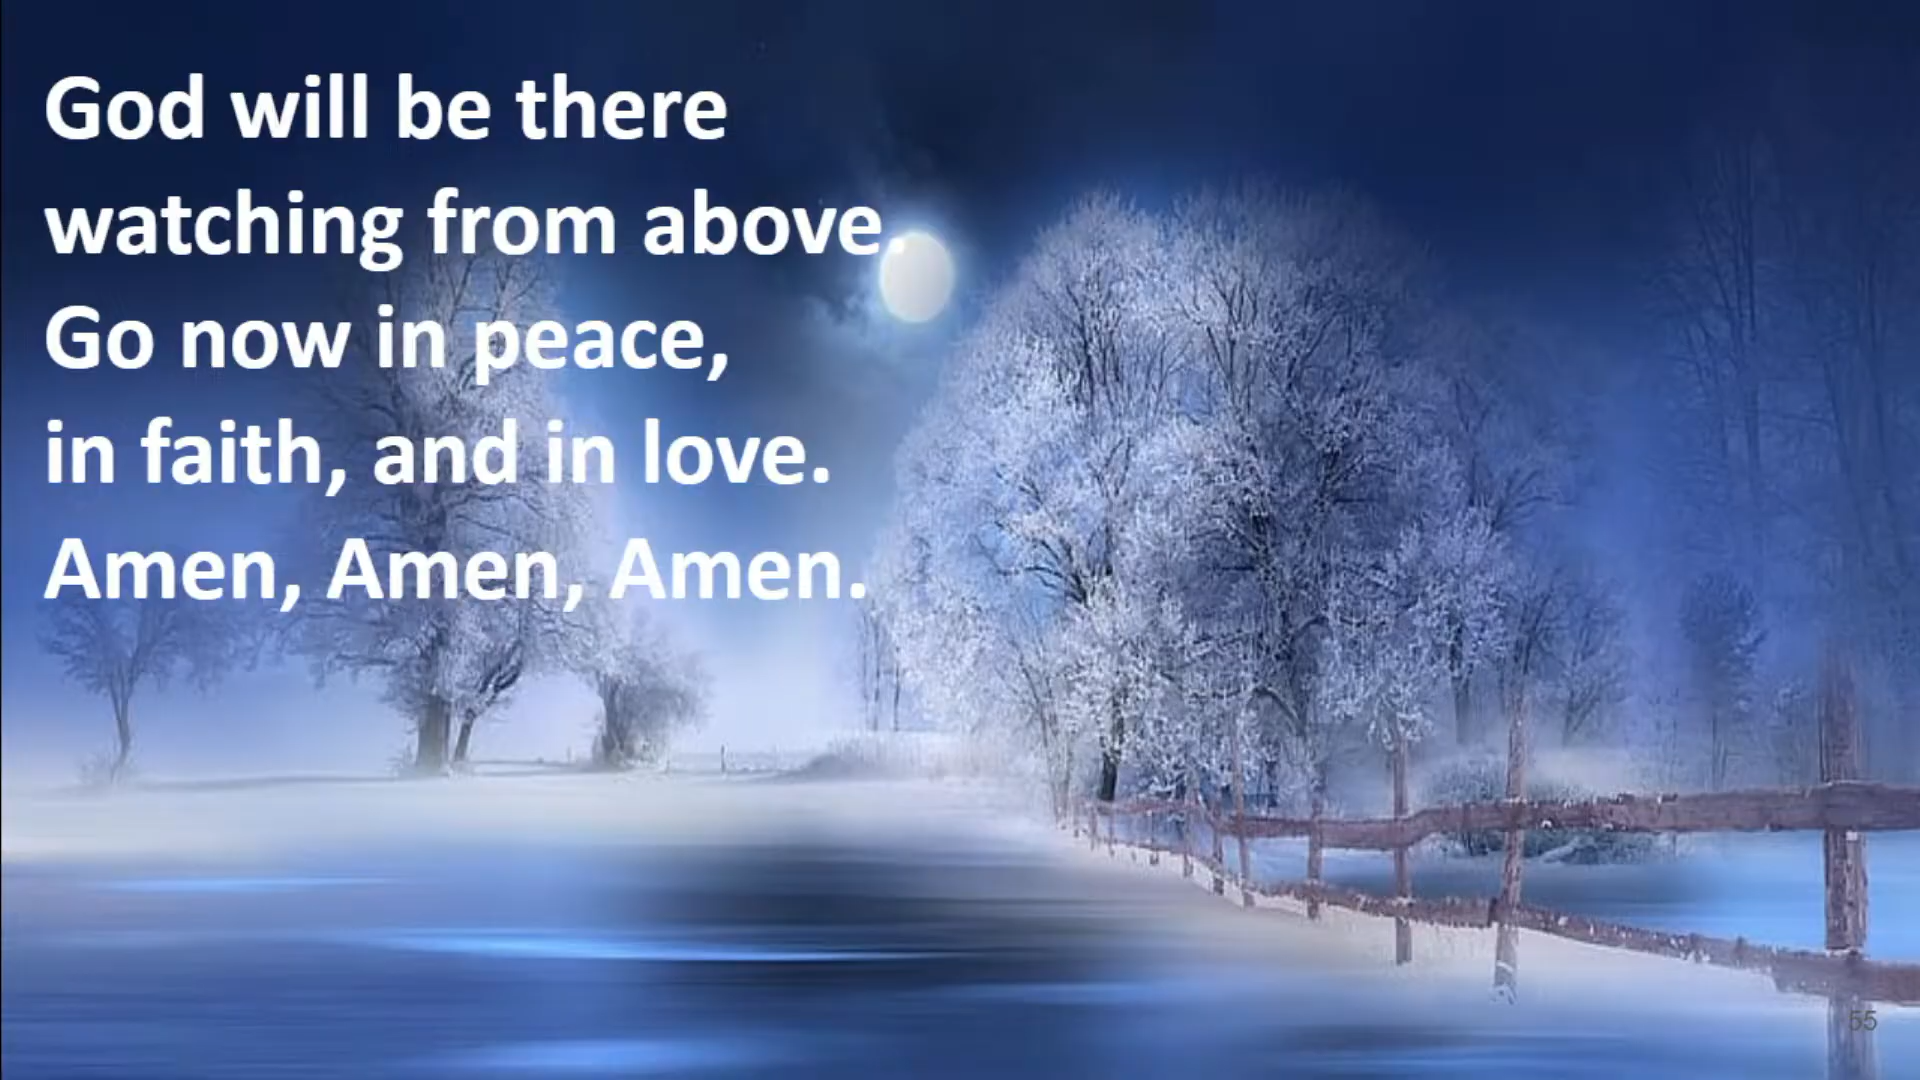 God will be there
watching from above.
Go now in peace,
in faith, and in love.
Amen, Amen, Amen.
55